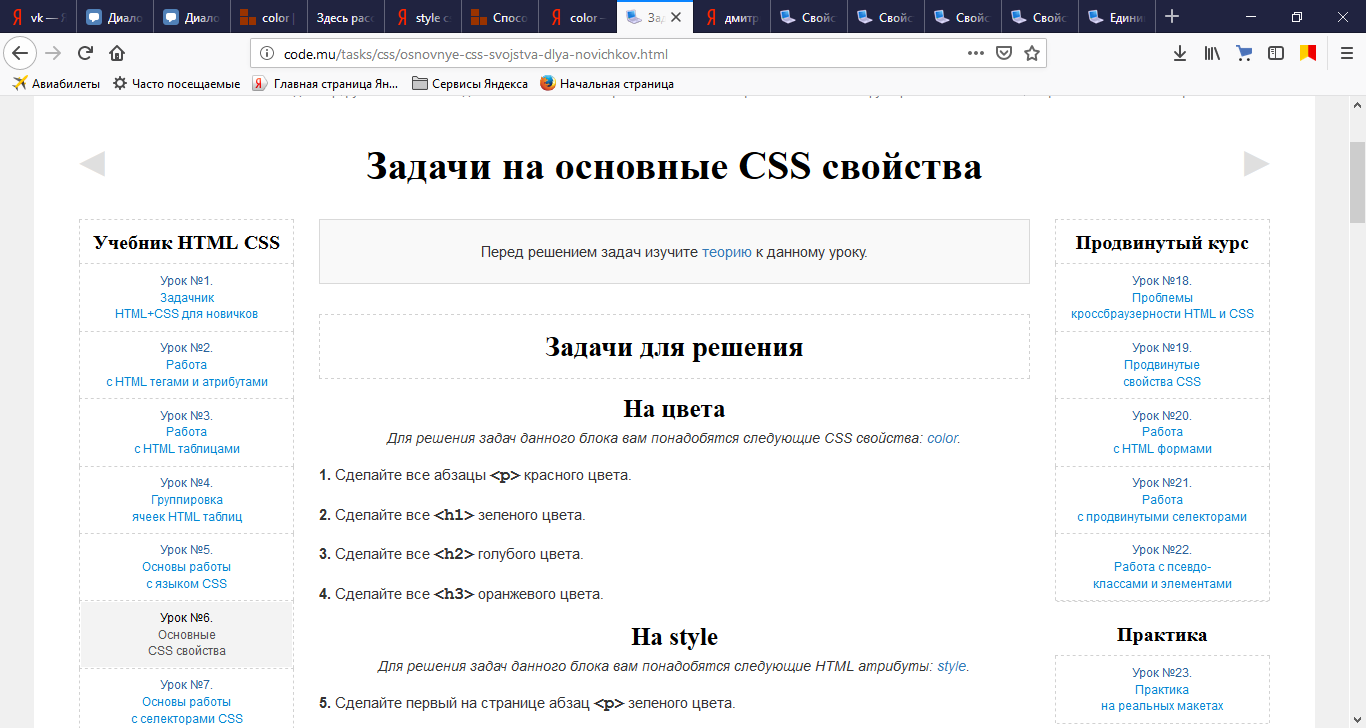 vk —
Диало
Диало
color |
Здесь рас
style c
Спосо
color –
За
дмитр
Свойс
Свойс
Свойс
Свойс
Едини
code.mu/tasks/css/osnovnye-css-svojstva-dlya-novichkov.html
Авиабилеты
Часто посещаемые
Главная страница Ян...
Сервисы Яндекса
Начальная страница
Задачи на основные CSS свойства
Учебник HTML CSS
Урок №1.
Задачник
HTML+CSS для новичков
Урок №2.
Работа
с HTML тегами и атрибутами
Урок №3.
Работа
с HTML таблицами
Урок №4.
Группировка
ячеек HTML таблиц
Урок №5.
Основы работы
с языком CSS
Урок №6.
Основные
CSS свойства
Урок №7.
Основы работы
с селекторами CSS
Перед решением задач изучите теорию к данному уроку.
Задачи для решения
На цвета
Для решения задач данного блока вам понадобятся следующие CSS свойства: color.
1. Сделайте все абзацы <p> красного цвета.
2. Сделайте все <h1> зеленого цвета.
3. Сделайте все <h2> голубого цвета.
4. Сделайте все <h3> оранжевого цвета.
На style
Для решения задач данного блока вам понадобятся следующие HTML атрибуты: style.
5. Сделайте первый на странице абзац <p> зеленого цвета.
Продвинутый курс
Урок №18.
Проблемы
кроссбраузерности HTML и CSS
Урок №19.
Продвинутые
свойства CSS
Урок №20.
Работа
с HTML формами
Урок №21.
Работа
с продвинутыми селекторами
Урок №22.
Работа с псевдо-
классами и элементами
Практика
Урок №23.
Практика
на реальных макетах